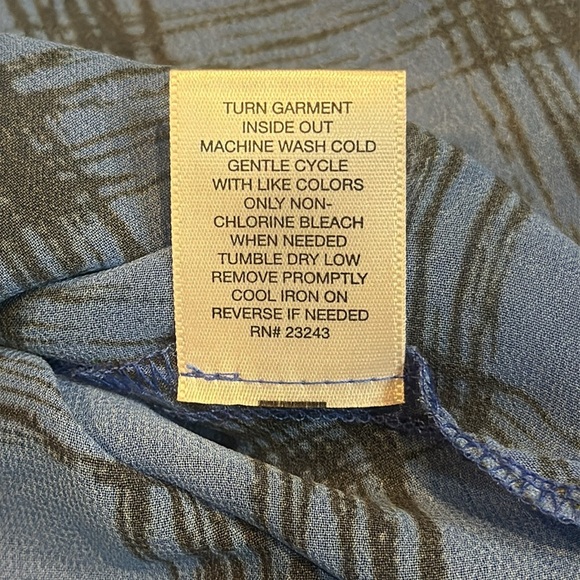 TURN GARMENT
INSIDE OUT
MACHINE WASH COLD
GENTLE CYCLE
WITH LIKE COLORS
ONLY NON-
CHLORINE BLEACH
WHEN NEEDED
TUMBLE DRY LOW
REMOVE PROMPTLY
COOL IRON ON
REVERSE IF NEEDED
RN# 23243